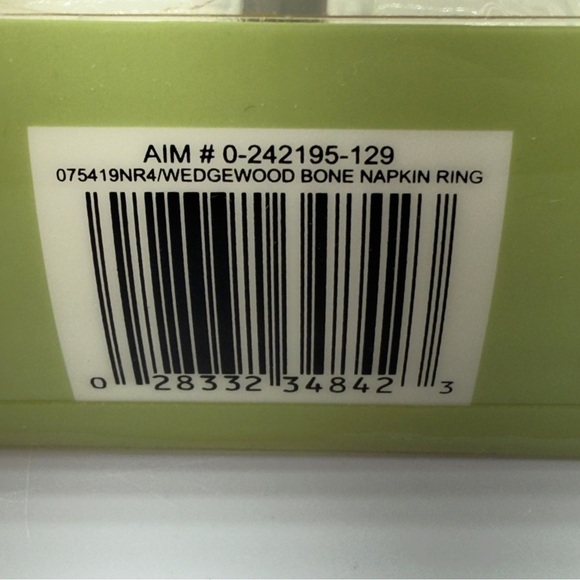 AIM # 0-242195-129
075419NR4/WEDGEWOOD BONE NAPKIN RING
0 28332 34842 3